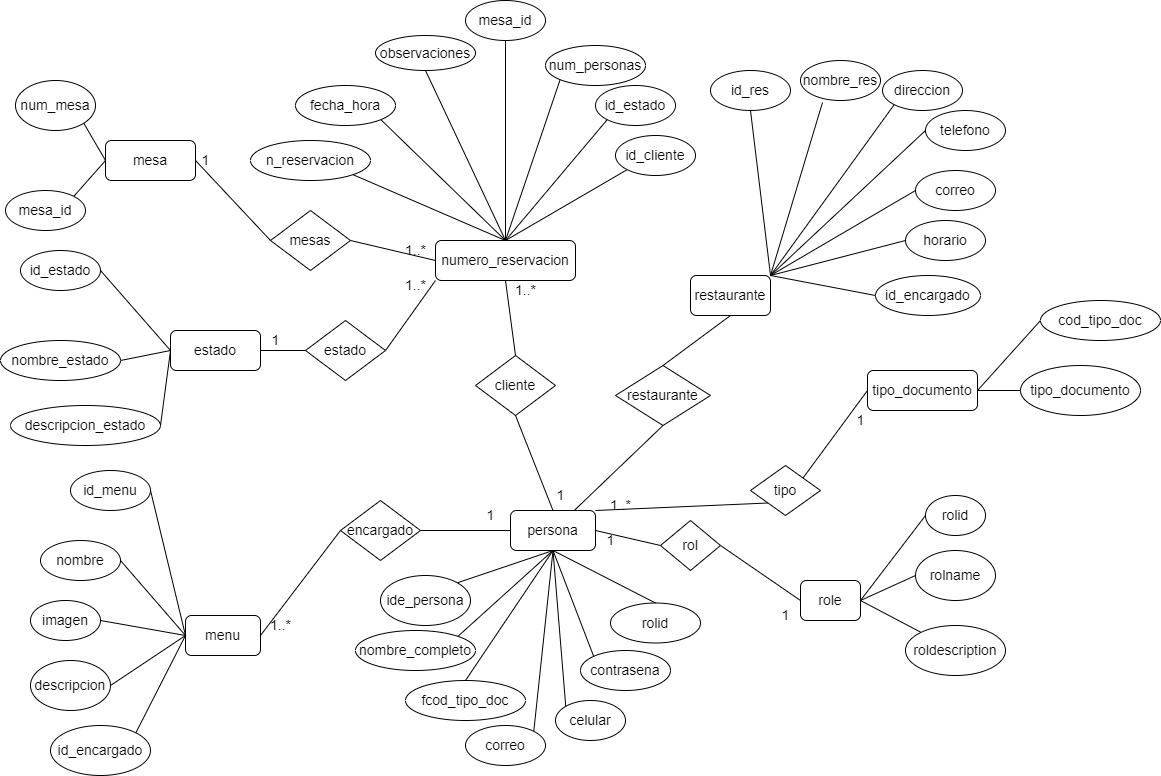 mesa_id
observaciones
num_personas
nombre_res
id_res
direccion
num_mesa
fecha_hora
id_estado
telefono
mesa
1
n_reservacion
id_cliente
correo
mesa_id
mesas
1..*
numero_reservacion
horario
id_estado
1..*
1..*
restaurante
id_encargado
cod_tipo_doc
nombre_estado
estado
1
estado
cliente
restaurante
tipo_documento
tipo_documento
descripcion_estado
1
id_menu
1
tipo
1..*
nombre
encargado
1
persona
1
rol
rolid
imagen
menu
1..*
ide_persona
rolid
role
1
rolname
nombre_completo
contrasena
roldescription
descripcion
fcod_tipo_doc
celular
id_encargado
correo